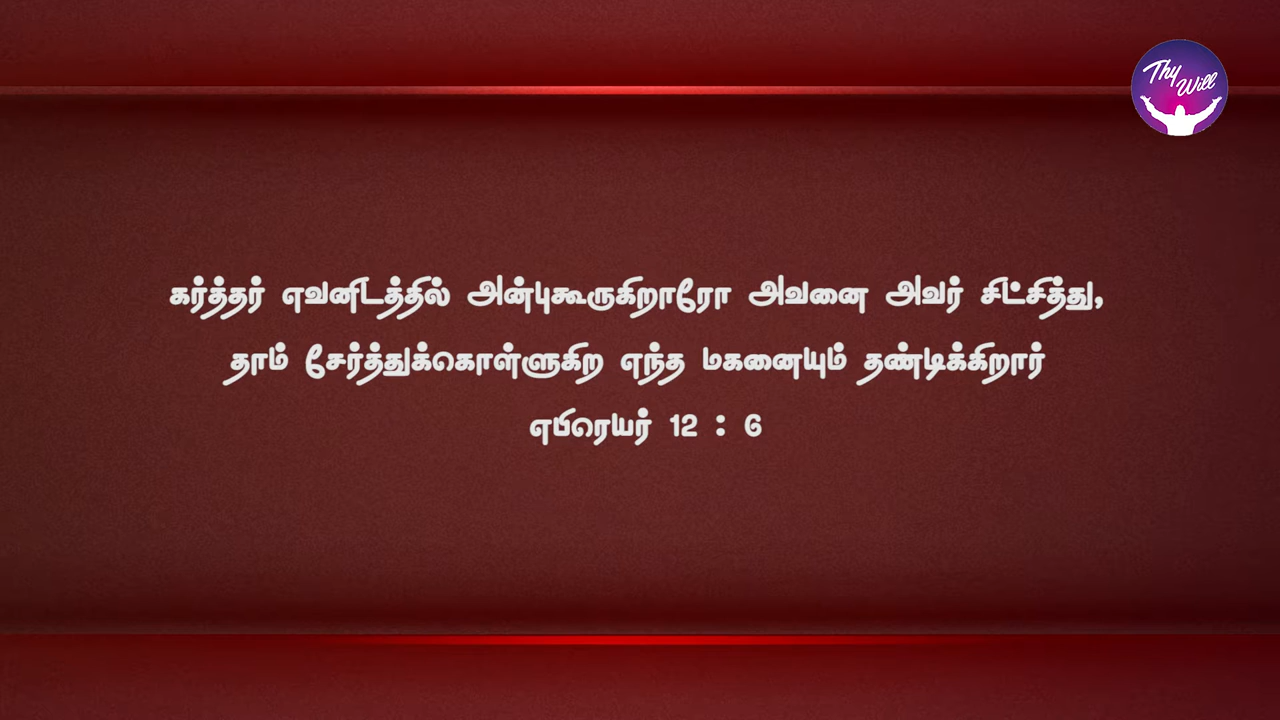 Thy
Will
கர்த்தர் எவனிடத்தில் அன்புகூருகிறாரோ அவனை அவர் சிட்சித்து,
தாம் சேர்த்துக்கொள்ளுகிற எந்த மகனையும் தண்டிக்கிறார்
எபிரெயர் 12 : 6